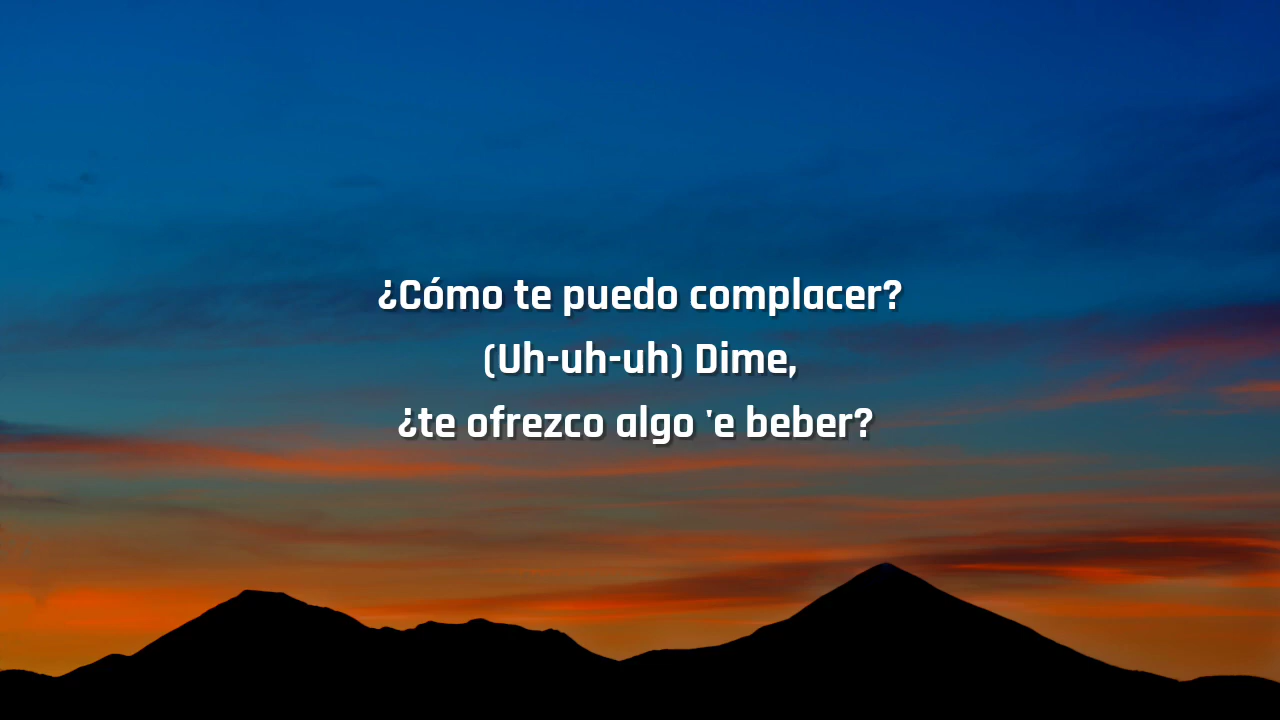 ¿Cómo te puedo complacer?
(Uh-uh-uh) Dime,
¿te ofrezco algo 'e beber?